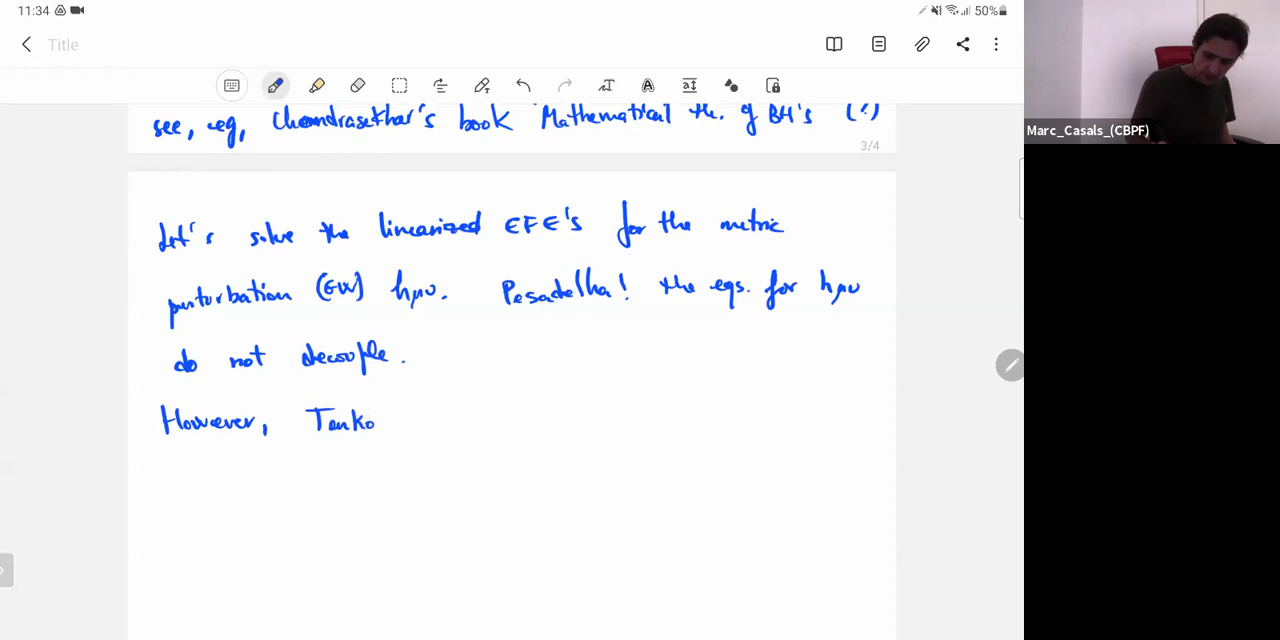 11:34
50%
Title
see, eg, Chandrasekhar's book "Mathematical th. of BH's (?)
3/4
Let's solve the linearized EFE's for the metric
perturbation (GW) hμν. Pesadelha! the eqs. for hμν
do not decouple.
However, Teuko
Marc_Casals_(CBPF)